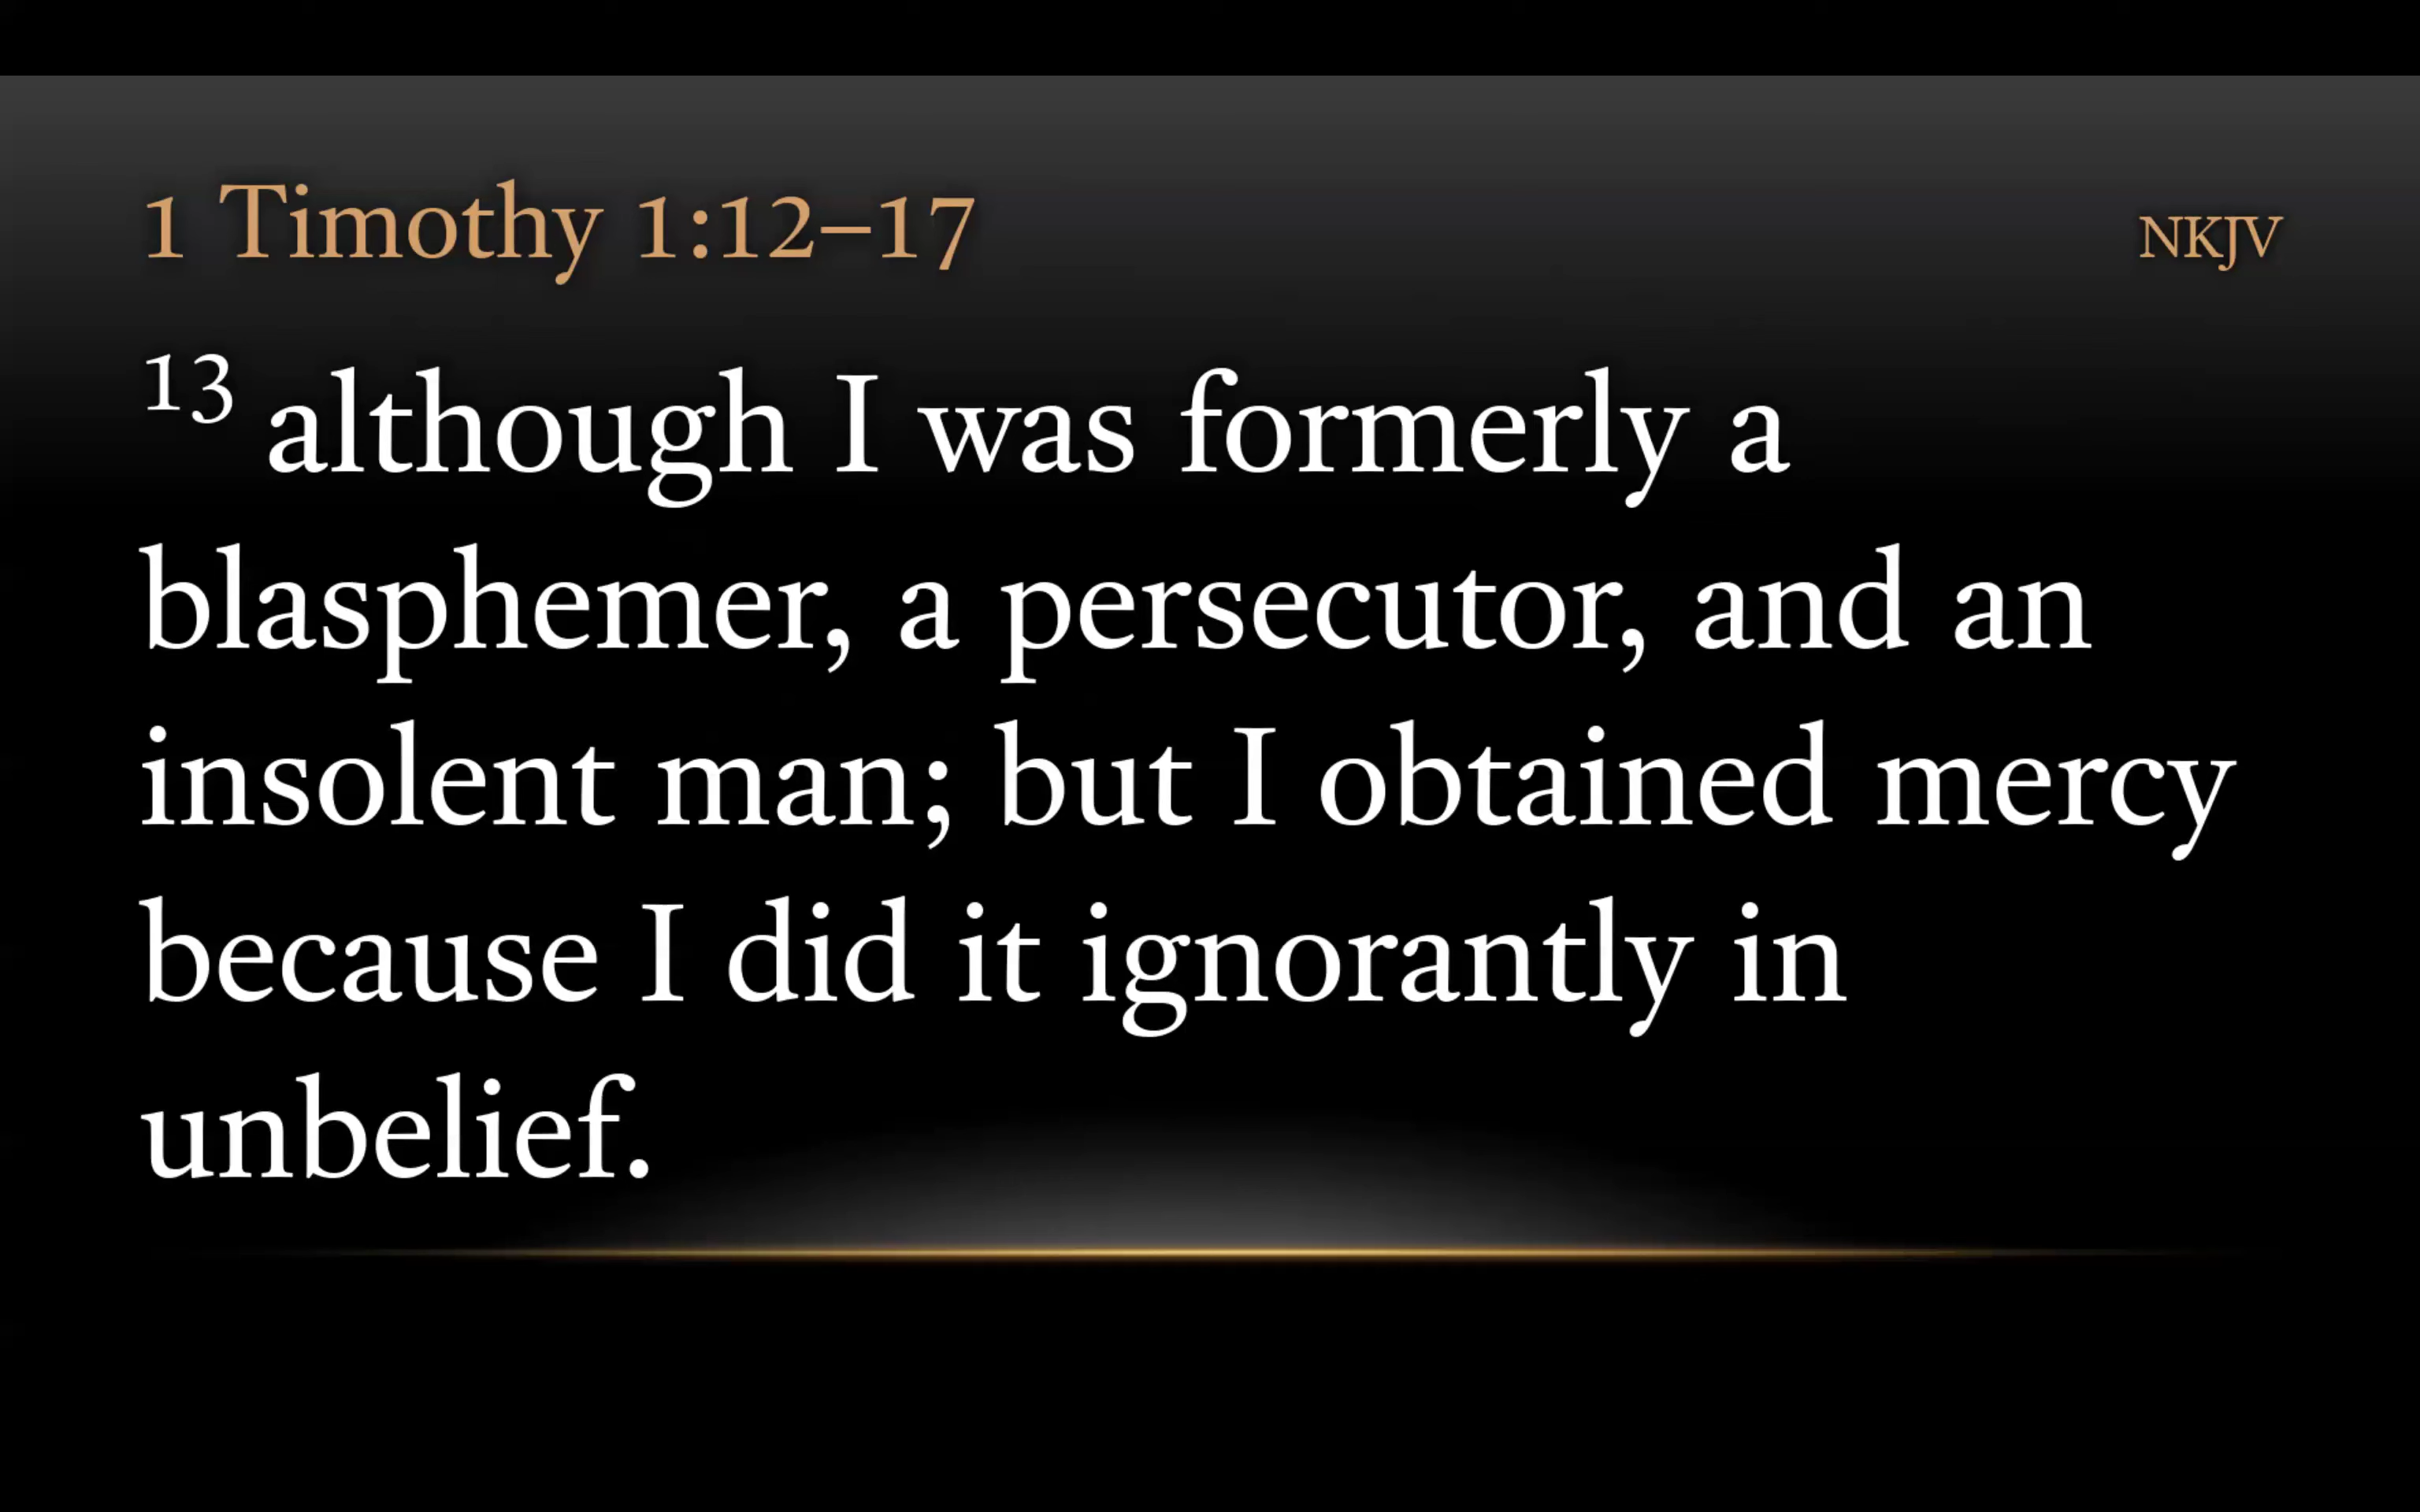 1 Timothy 1:12–17 NKJV
13 although I was formerly a
blasphemer, a persecutor, and an
insolent man; but I obtained mercy
because I did it ignorantly in
unbelief.